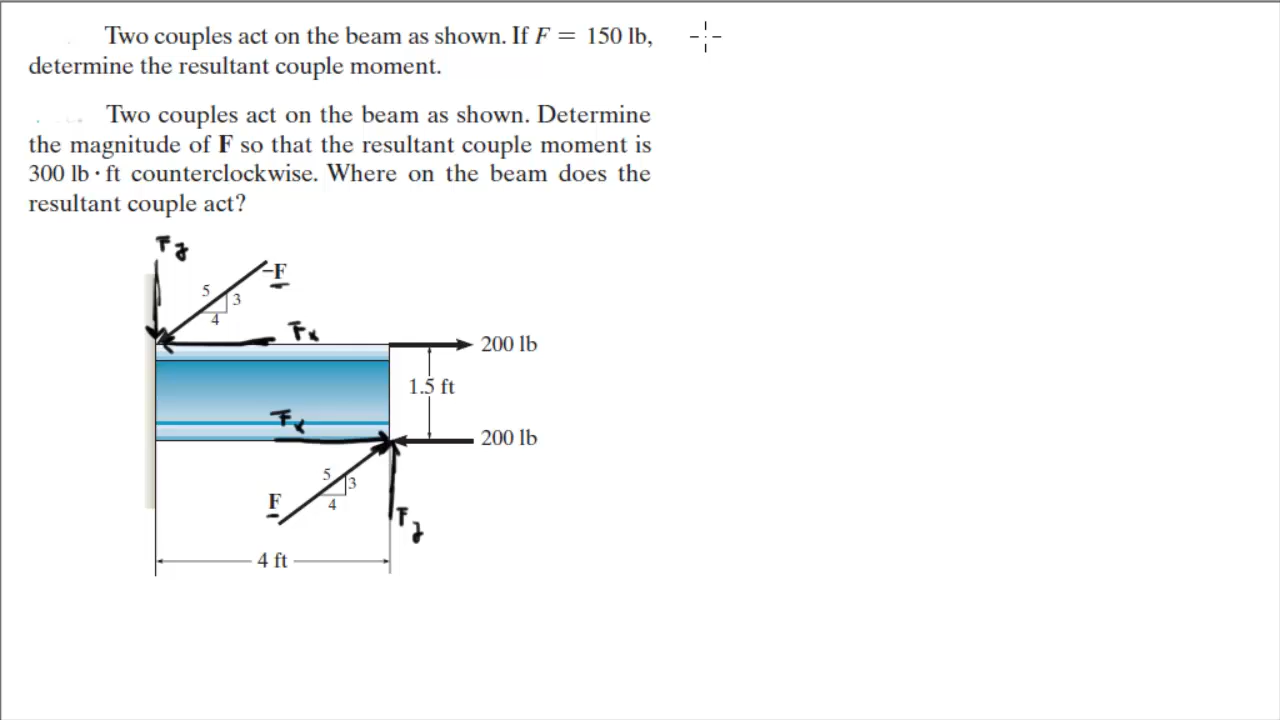 Two couples act on the beam as shown. If F = 150 lb,
determine the resultant couple moment.
Two couples act on the beam as shown. Determine
the magnitude of F so that the resultant couple moment is
300 lb · ft counterclockwise. Where on the beam does the
resultant couple act?
Fy
–F
5
3
4
Fx
200 lb
1.5 ft
Fx
200 lb
5
3
F
4
Fy
4 ft